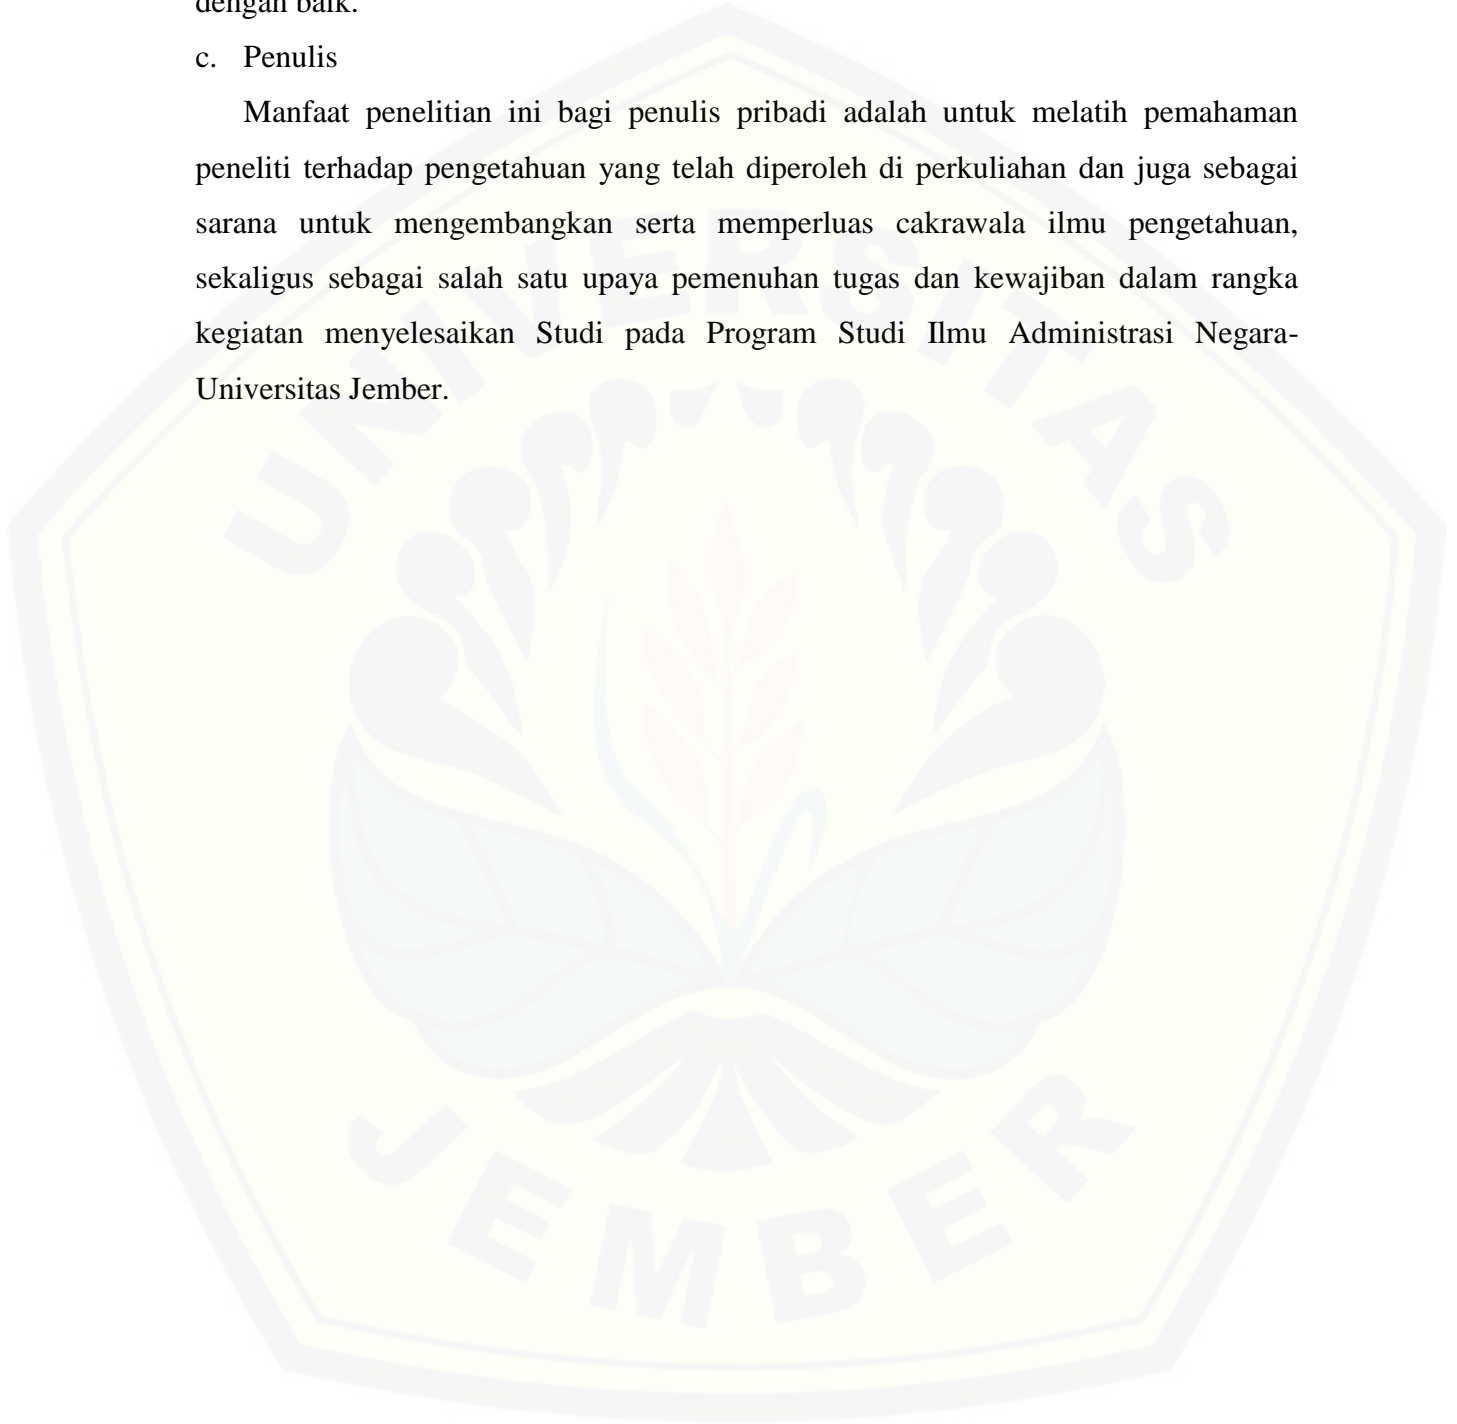 dengan baik.
c. Penulis
Manfaat penelitian ini bagi penulis pribadi adalah untuk melatih pemahaman
peneliti terhadap pengetahuan yang telah diperoleh di perkuliahan dan juga sebagai
sarana untuk mengembangkan serta memperluas cakrawala ilmu pengetahuan,
sekaligus sebagai salah satu upaya pemenuhan tugas dan kewajiban dalam rangka
kegiatan menyelesaikan Studi pada Program Studi Ilmu Administrasi Negara-
Universitas Jember.
UNIVERSITAS
JEMBER